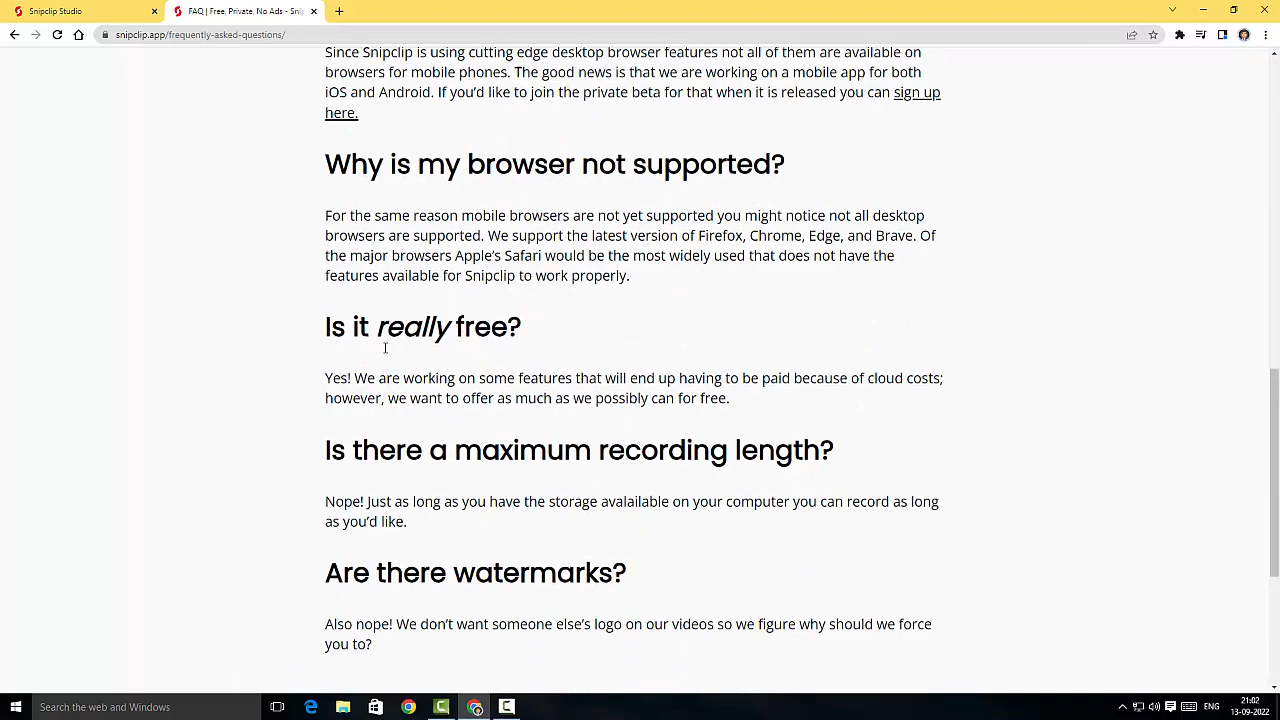 Snipclip Studio
FAQ | Free, Private, No Ads - Snip
snipclip.app/frequently-asked-questions/
Since Snipclip is using cutting edge desktop browser features not all of them are available on
browsers for mobile phones. The good news is that we are working on a mobile app for both
iOS and Android. If you'd like to join the private beta for that when it is released you can sign up
here.
Why is my browser not supported?
For the same reason mobile browsers are not yet supported you might notice not all desktop
browsers are supported. We support the latest version of Firefox, Chrome, Edge, and Brave. Of
the major browsers Apple's Safari would be the most widely used that does not have the
features available for Snipclip to work properly.
Is it really free?
Yes! We are working on some features that will end up having to be paid because of cloud costs;
however, we want to offer as much as we possibly can for free.
Is there a maximum recording length?
Nope! Just as long as you have the storage avalailable on your computer you can record as long
as you'd like.
Are there watermarks?
Also nope! We don't want someone else's logo on our videos so we figure why should we force
you to?
Search the web and Windows
ENG
21:02
13-09-2022